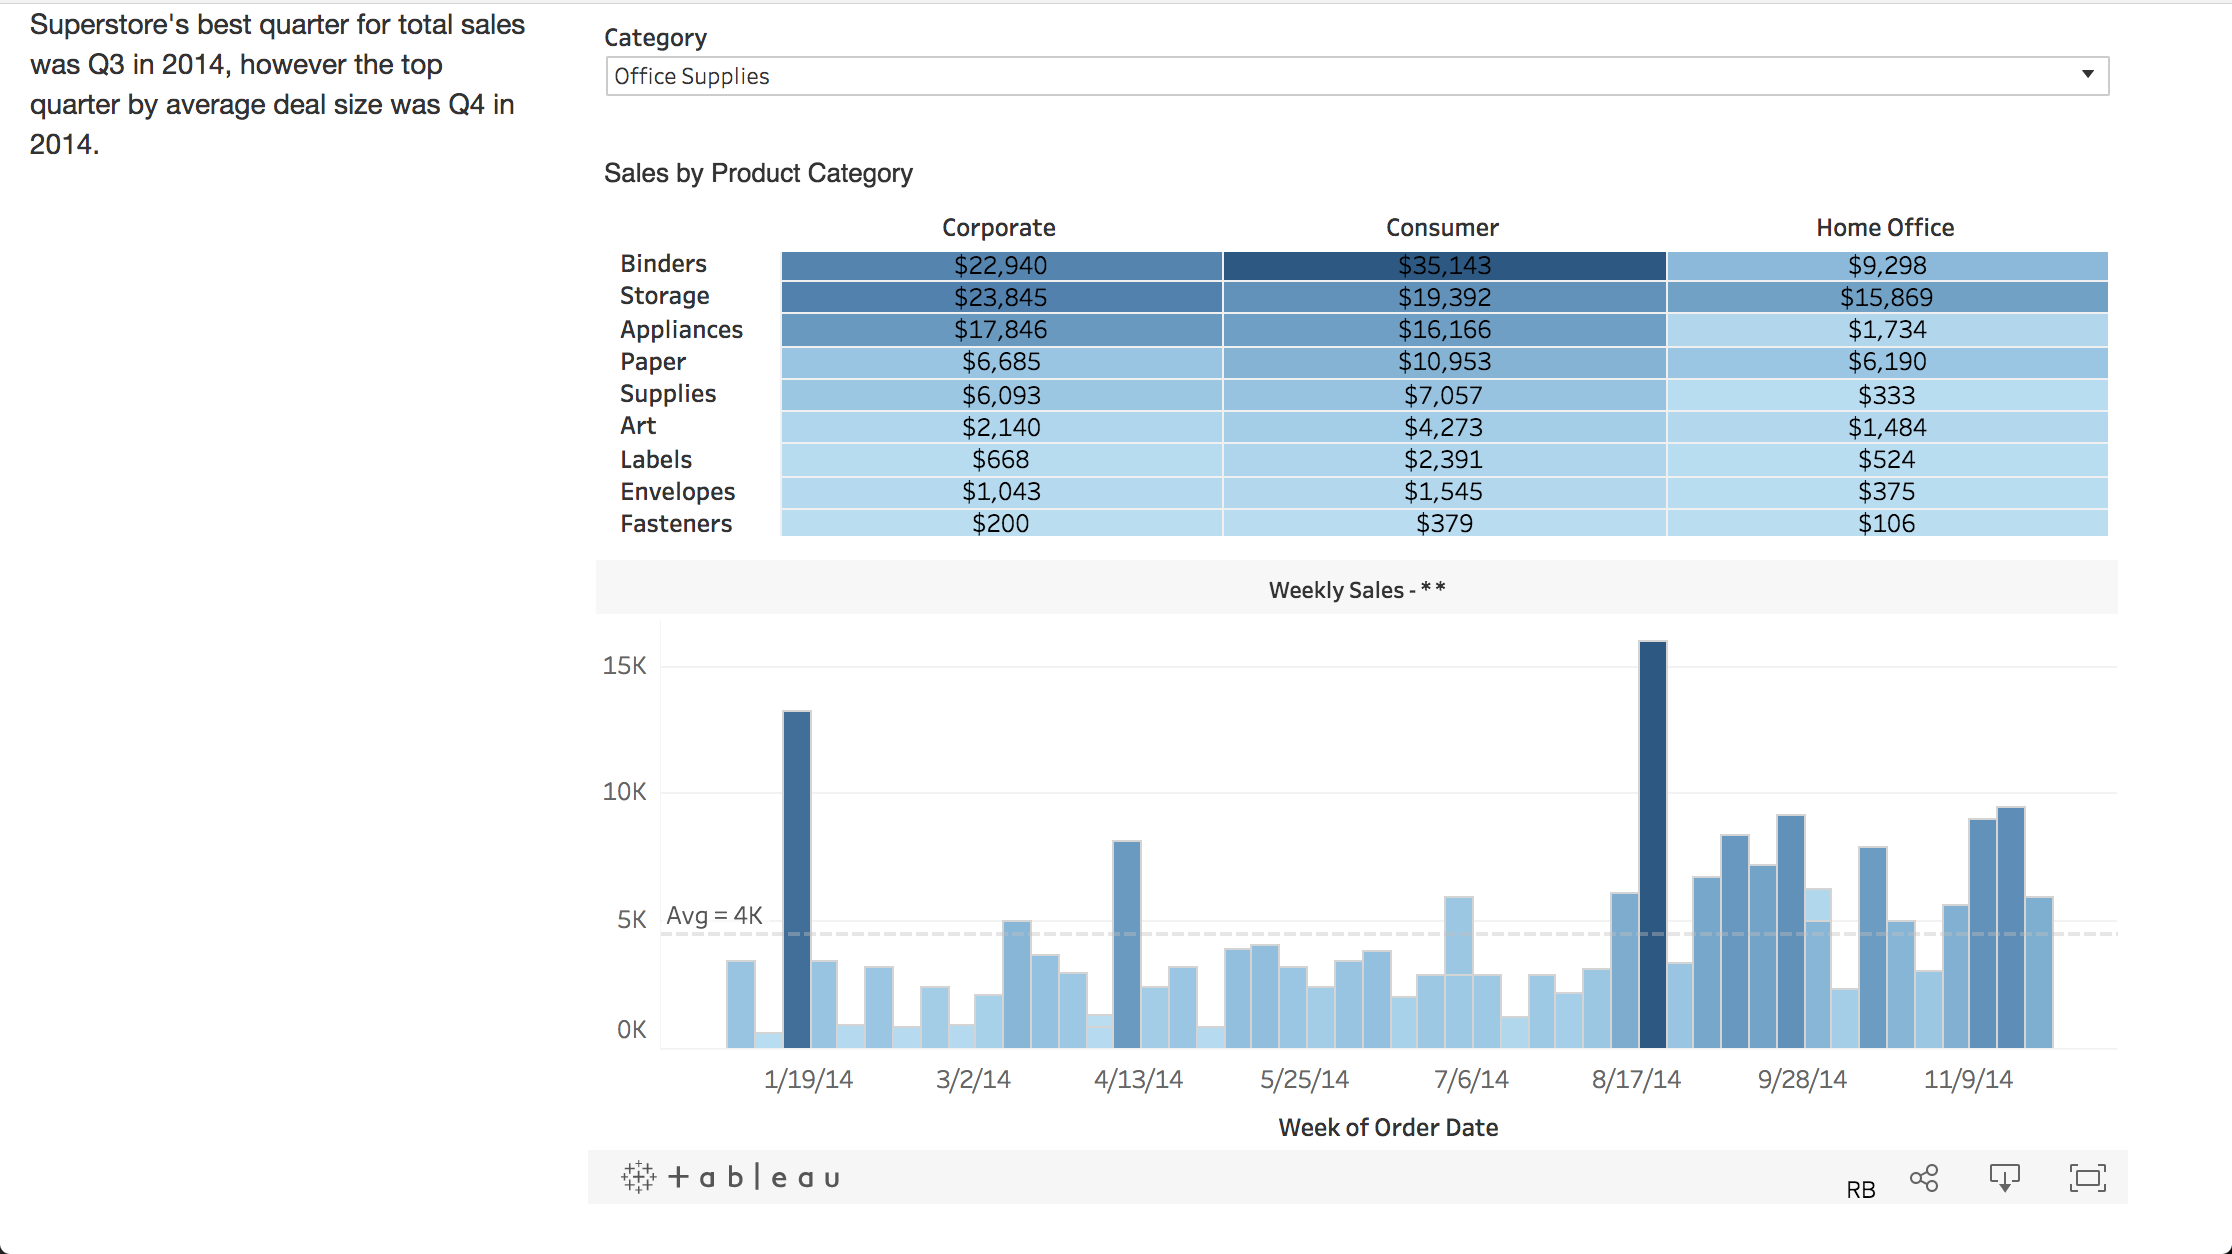 Superstore's best quarter for total sales
was Q3 in 2014, however the top
quarter by average deal size was Q4 in
2014.
Category
Office Supplies
Sales by Product Category
Corporate Consumer Home Office
Binders $22,940 $35,143 $9,298
Storage $23,845 $19,392 $15,869
Appliances $17,846 $16,166 $1,734
Paper $6,685 $10,953 $6,190
Supplies $6,093 $7,057 $333
Art $2,140 $4,273 $1,484
Labels $668 $2,391 $524
Envelopes $1,043 $1,545 $375
Fasteners $200 $379 $106
Weekly Sales - * *
15K
10K
5K Avg = 4K
0K
1/19/14 3/2/14 4/13/14 5/25/14 7/6/14 8/17/14 9/28/14 11/9/14
Week of Order Date
+ a b l e a u RB